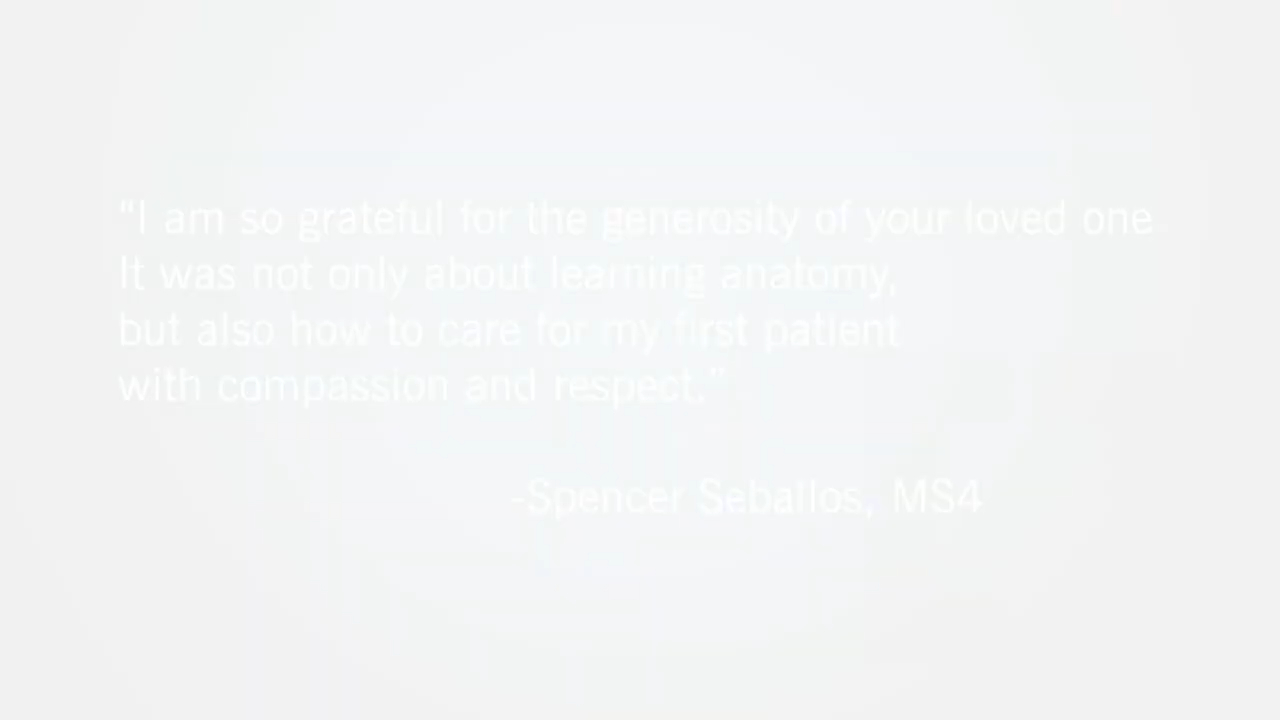 "I am so grateful for the generosity of your loved one
It was not only about learning anatomy,
but also how to care for my first patient
with compassion and respect."
-Spencer Seballos, MS4